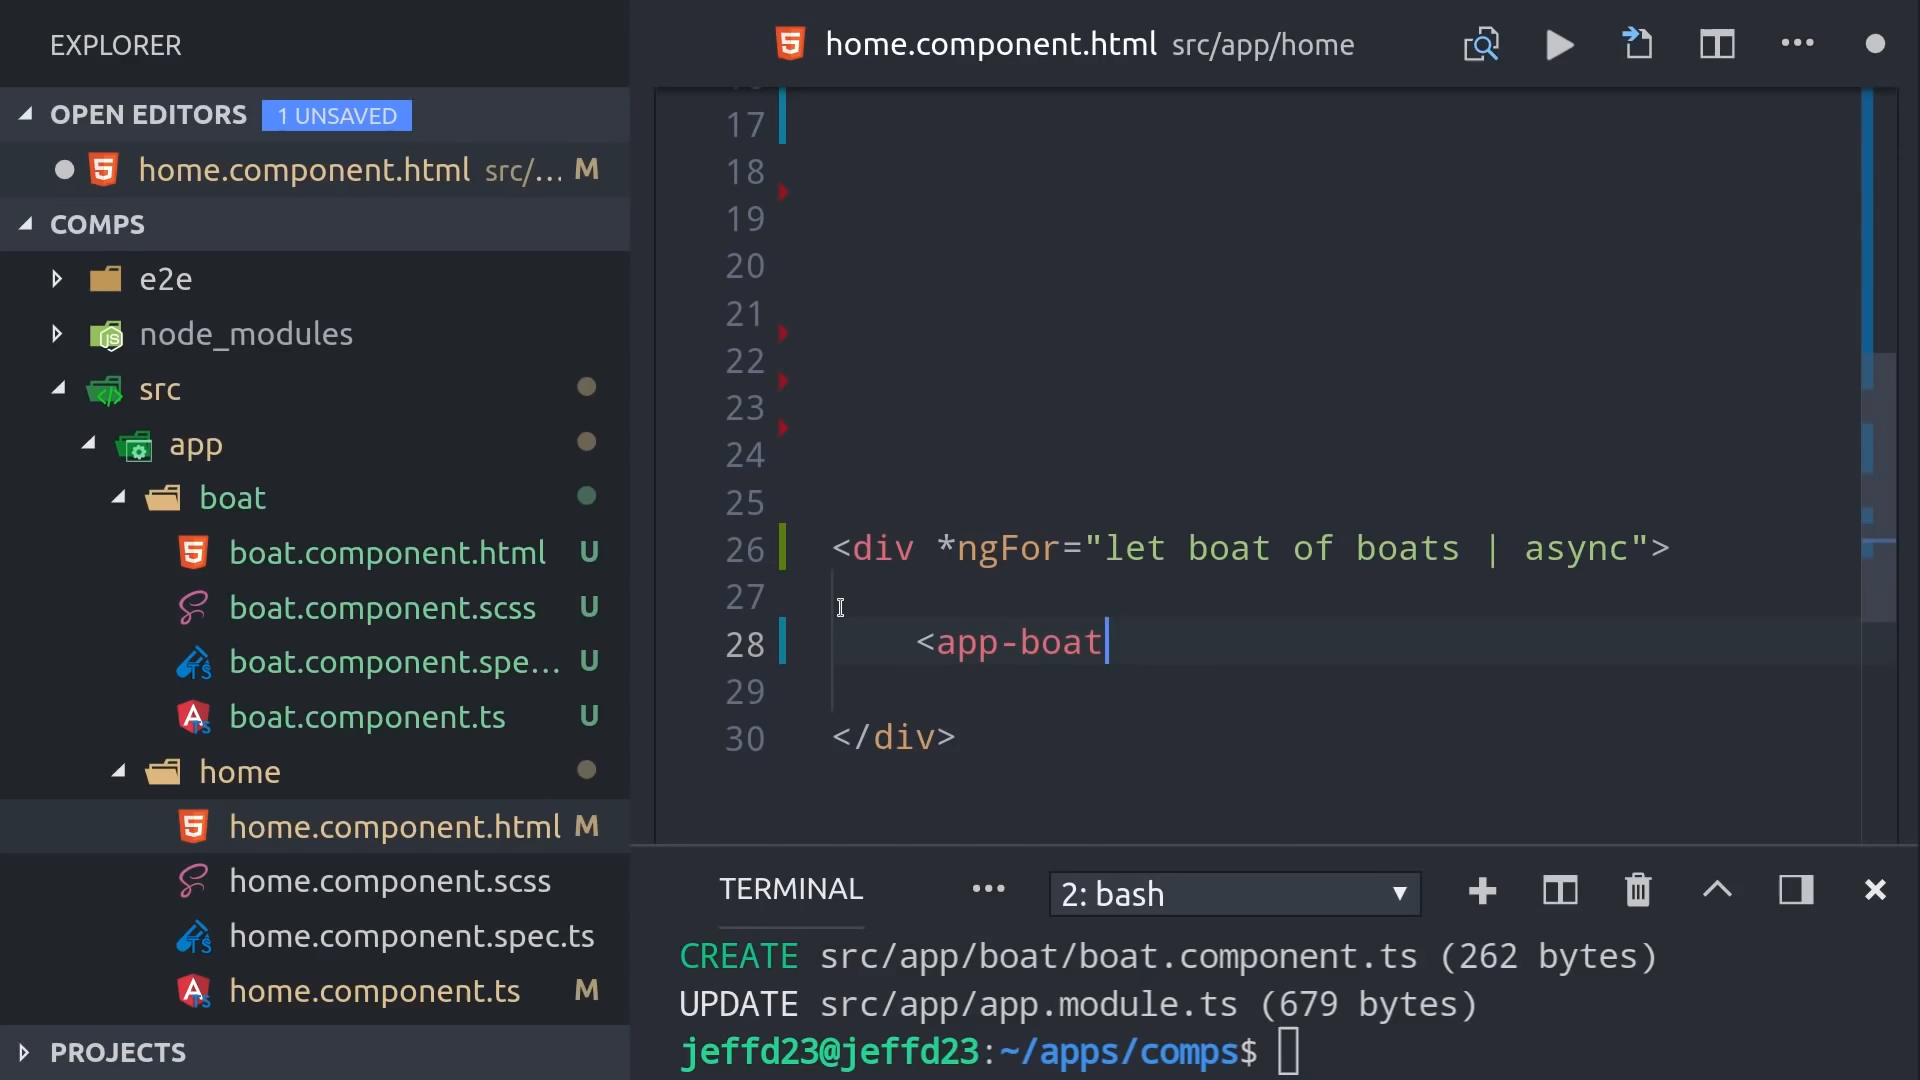 EXPLORER
OPEN EDITORS 1 UNSAVED
home.component.html src/... M
COMPS
e2e
node_modules
src
app
boat
boat.component.html U
boat.component.scss U
boat.component.spe... U
boat.component.ts U
home
home.component.html M
home.component.scss
home.component.spec.ts
home.component.ts M
PROJECTS
home.component.html src/app/home
17
18
19
20
21
22
23
24
25
26 <div *ngFor="let boat of boats | async">
27
28 <app-boat
29
30 </div>
TERMINAL ... 2: bash
CREATE src/app/boat/boat.component.ts (262 bytes)
UPDATE src/app/app.module.ts (679 bytes)
jeffd23@jeffd23:~/apps/comps$